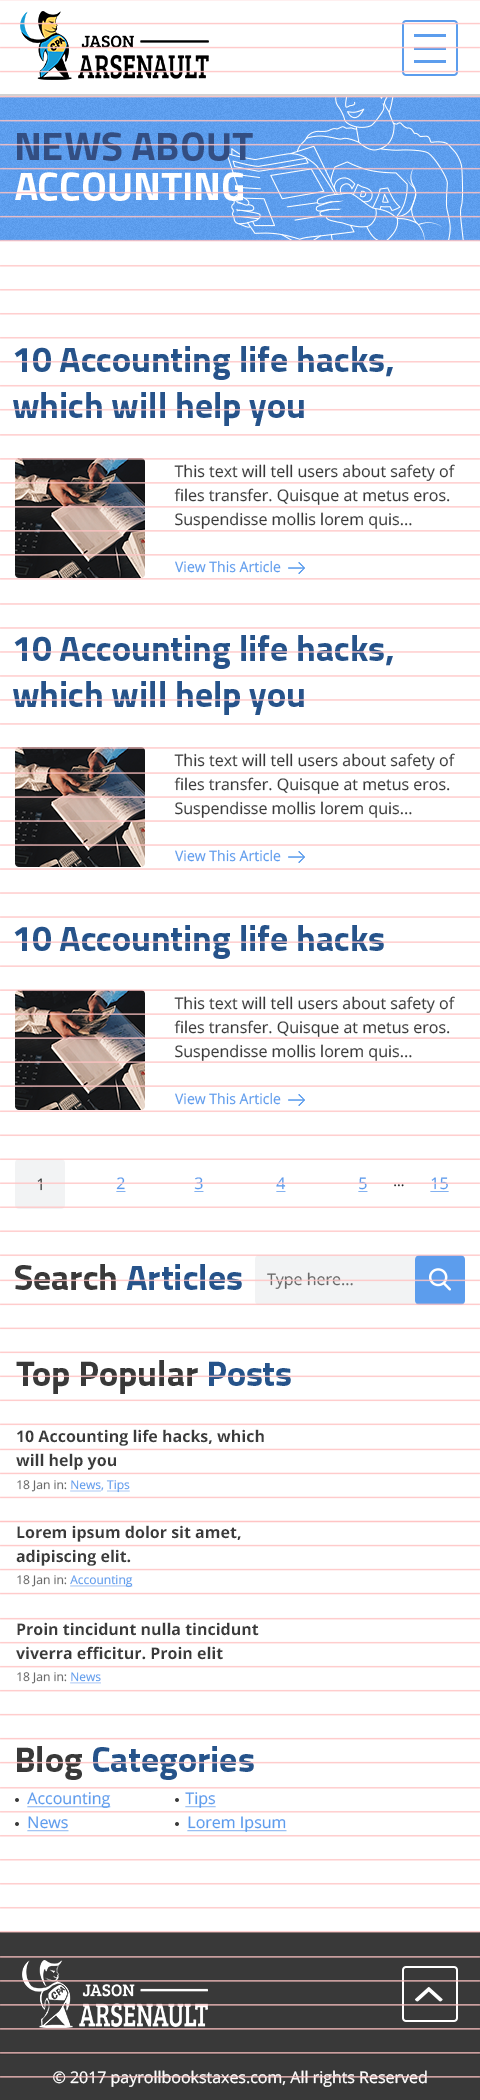 CPA
JASON
ARSENAULT
NEWS ABOUT
ACCOUNTING
CPA
10 Accounting life hacks,
which will help you
This text will tell users about safety of
files transfer. Quisque at metus eros.
Suspendisse mollis lorem quis...
View This Article
10 Accounting life hacks,
which will help you
This text will tell users about safety of
files transfer. Quisque at metus eros.
Suspendisse mollis lorem quis...
View This Article
10 Accounting life hacks
This text will tell users about safety of
files transfer. Quisque at metus eros.
Suspendisse mollis lorem quis...
View This Article
1 2 3 4 5 ... 15
Search Articles Type here...
Top Popular Posts
10 Accounting life hacks, which
will help you
18 Jan in: News, Tips
Lorem ipsum dolor sit amet,
adipiscing elit.
18 Jan in: Accounting
Proin tincidunt nulla tincidunt
viverra efficitur. Proin elit
18 Jan in: News
Blog Categories
• Accounting • Tips
• News • Lorem Ipsum
CPA
JASON
ARSENAULT
© 2017 payrollbookstaxes.com, All rights Reserved